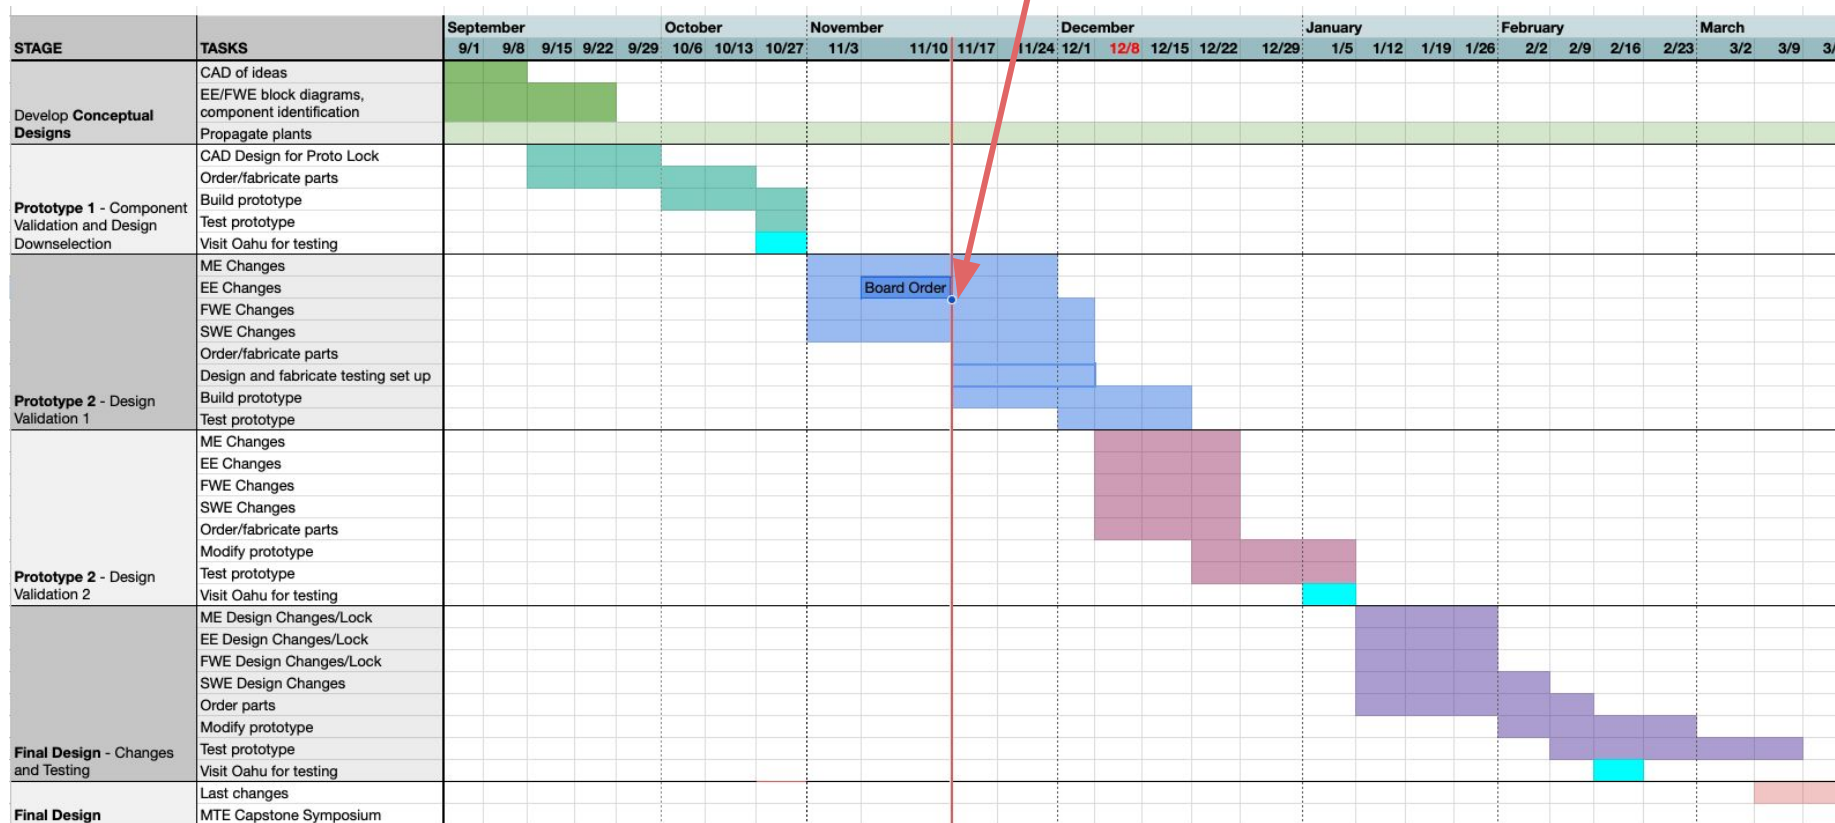 September October November December January February March
STAGE TASKS 9/1 9/8 9/15 9/22 9/29 10/6 10/13 10/27 11/3 11/10 11/17 11/24 12/1 12/8 12/15 12/22 12/29 1/5 1/12 1/19 1/26 2/2 2/9 2/16 2/23 3/2 3/9
Develop Conceptual
Designs
CAD of ideas
EE/FWE block diagrams,
component identification
Propagate plants
Prototype 1 - Component
Validation and Design
Downselection
CAD Design for Proto Lock
Order/fabricate parts
Build prototype
Test prototype
Visit Oahu for testing
Prototype 2 - Design
Validation 1
ME Changes
EE Changes Board Order
FWE Changes
SWE Changes
Order/fabricate parts
Design and fabricate testing set up
Build prototype
Test prototype
Prototype 2 - Design
Validation 2
ME Changes
EE Changes
FWE Changes
SWE Changes
Order/fabricate parts
Modify prototype
Test prototype
Visit Oahu for testing
Final Design - Changes
and Testing
ME Design Changes/Lock
EE Design Changes/Lock
FWE Design Changes/Lock
SWE Design Changes
Order parts
Modify prototype
Test prototype
Visit Oahu for testing
Final Design
Last changes
MTE Capstone Symposium